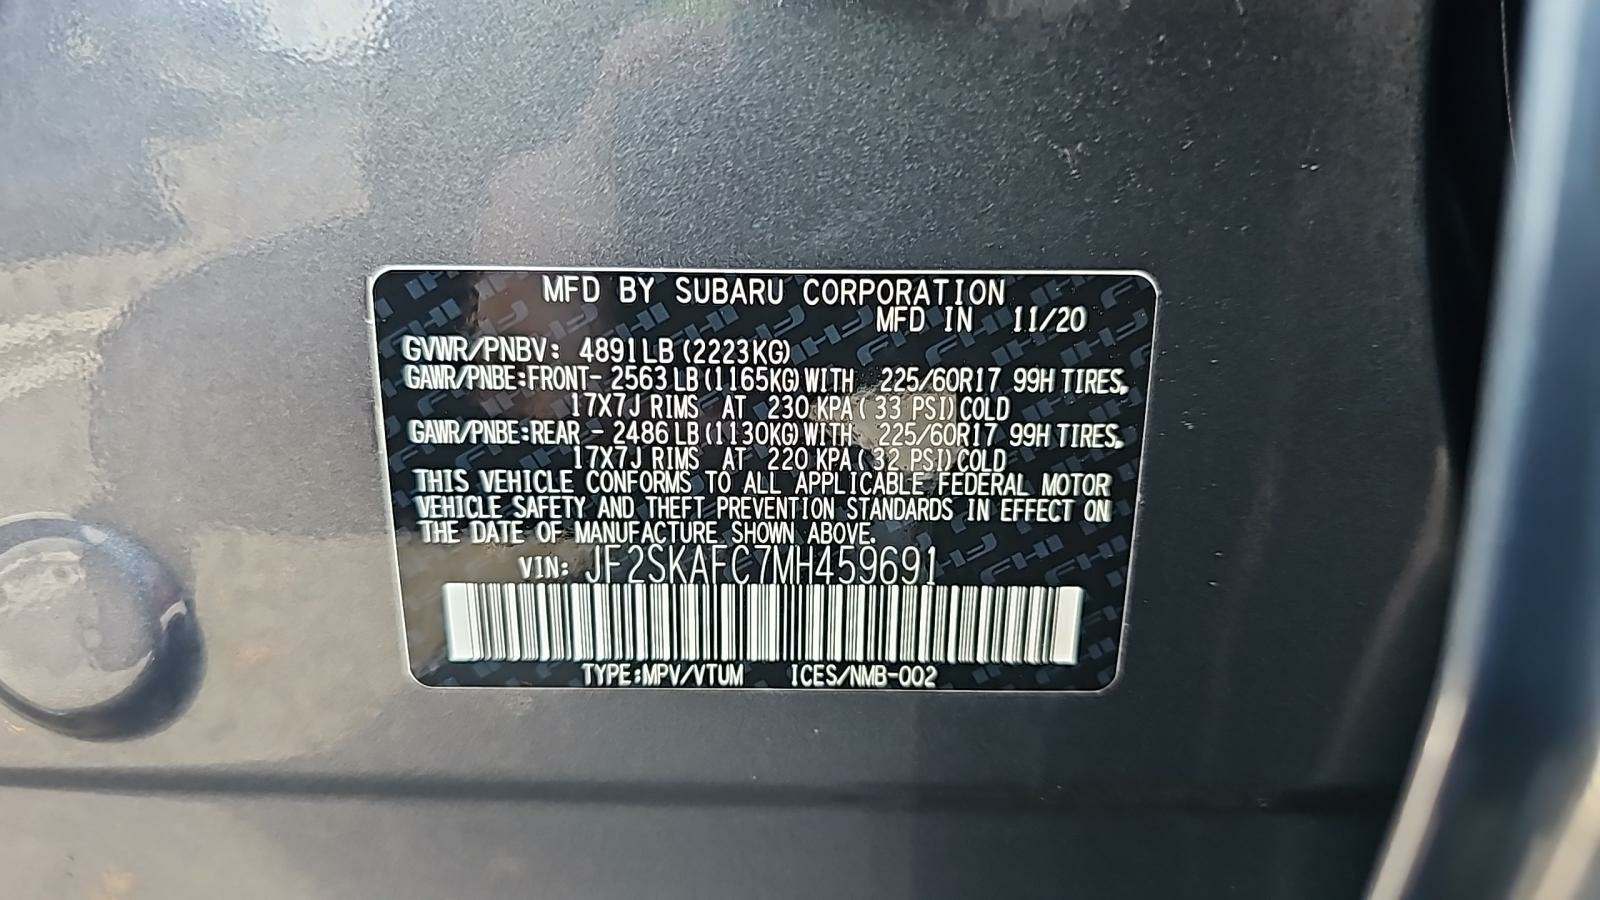 MFD BY SUBARU CORPORATION
MFD IN 11/20
GVWR/PNBV: 4891LB (2223KG)
GAWR/PNBE:FRONT- 2563 LB (1165KG) WITH 225/60R17 99H TIRES,
17X7J RIMS AT 230 KPA ( 33 PSI) COLD
GAWR/PNBE:REAR - 2486 LB (1130KG) WITH 225/60R17 99H TIRES,
17X7J RIMS AT 220 KPA ( 32 PSI) COLD
THIS VEHICLE CONFORMS TO ALL APPLICABLE FEDERAL MOTOR
VEHICLE SAFETY AND THEFT PREVENTION STANDARDS IN EFFECT ON
THE DATE OF MANUFACTURE SHOWN ABOVE.
VIN: JF2SKAFC7MH459691
TYPE:MPV/VTUM ICES/NMB-002